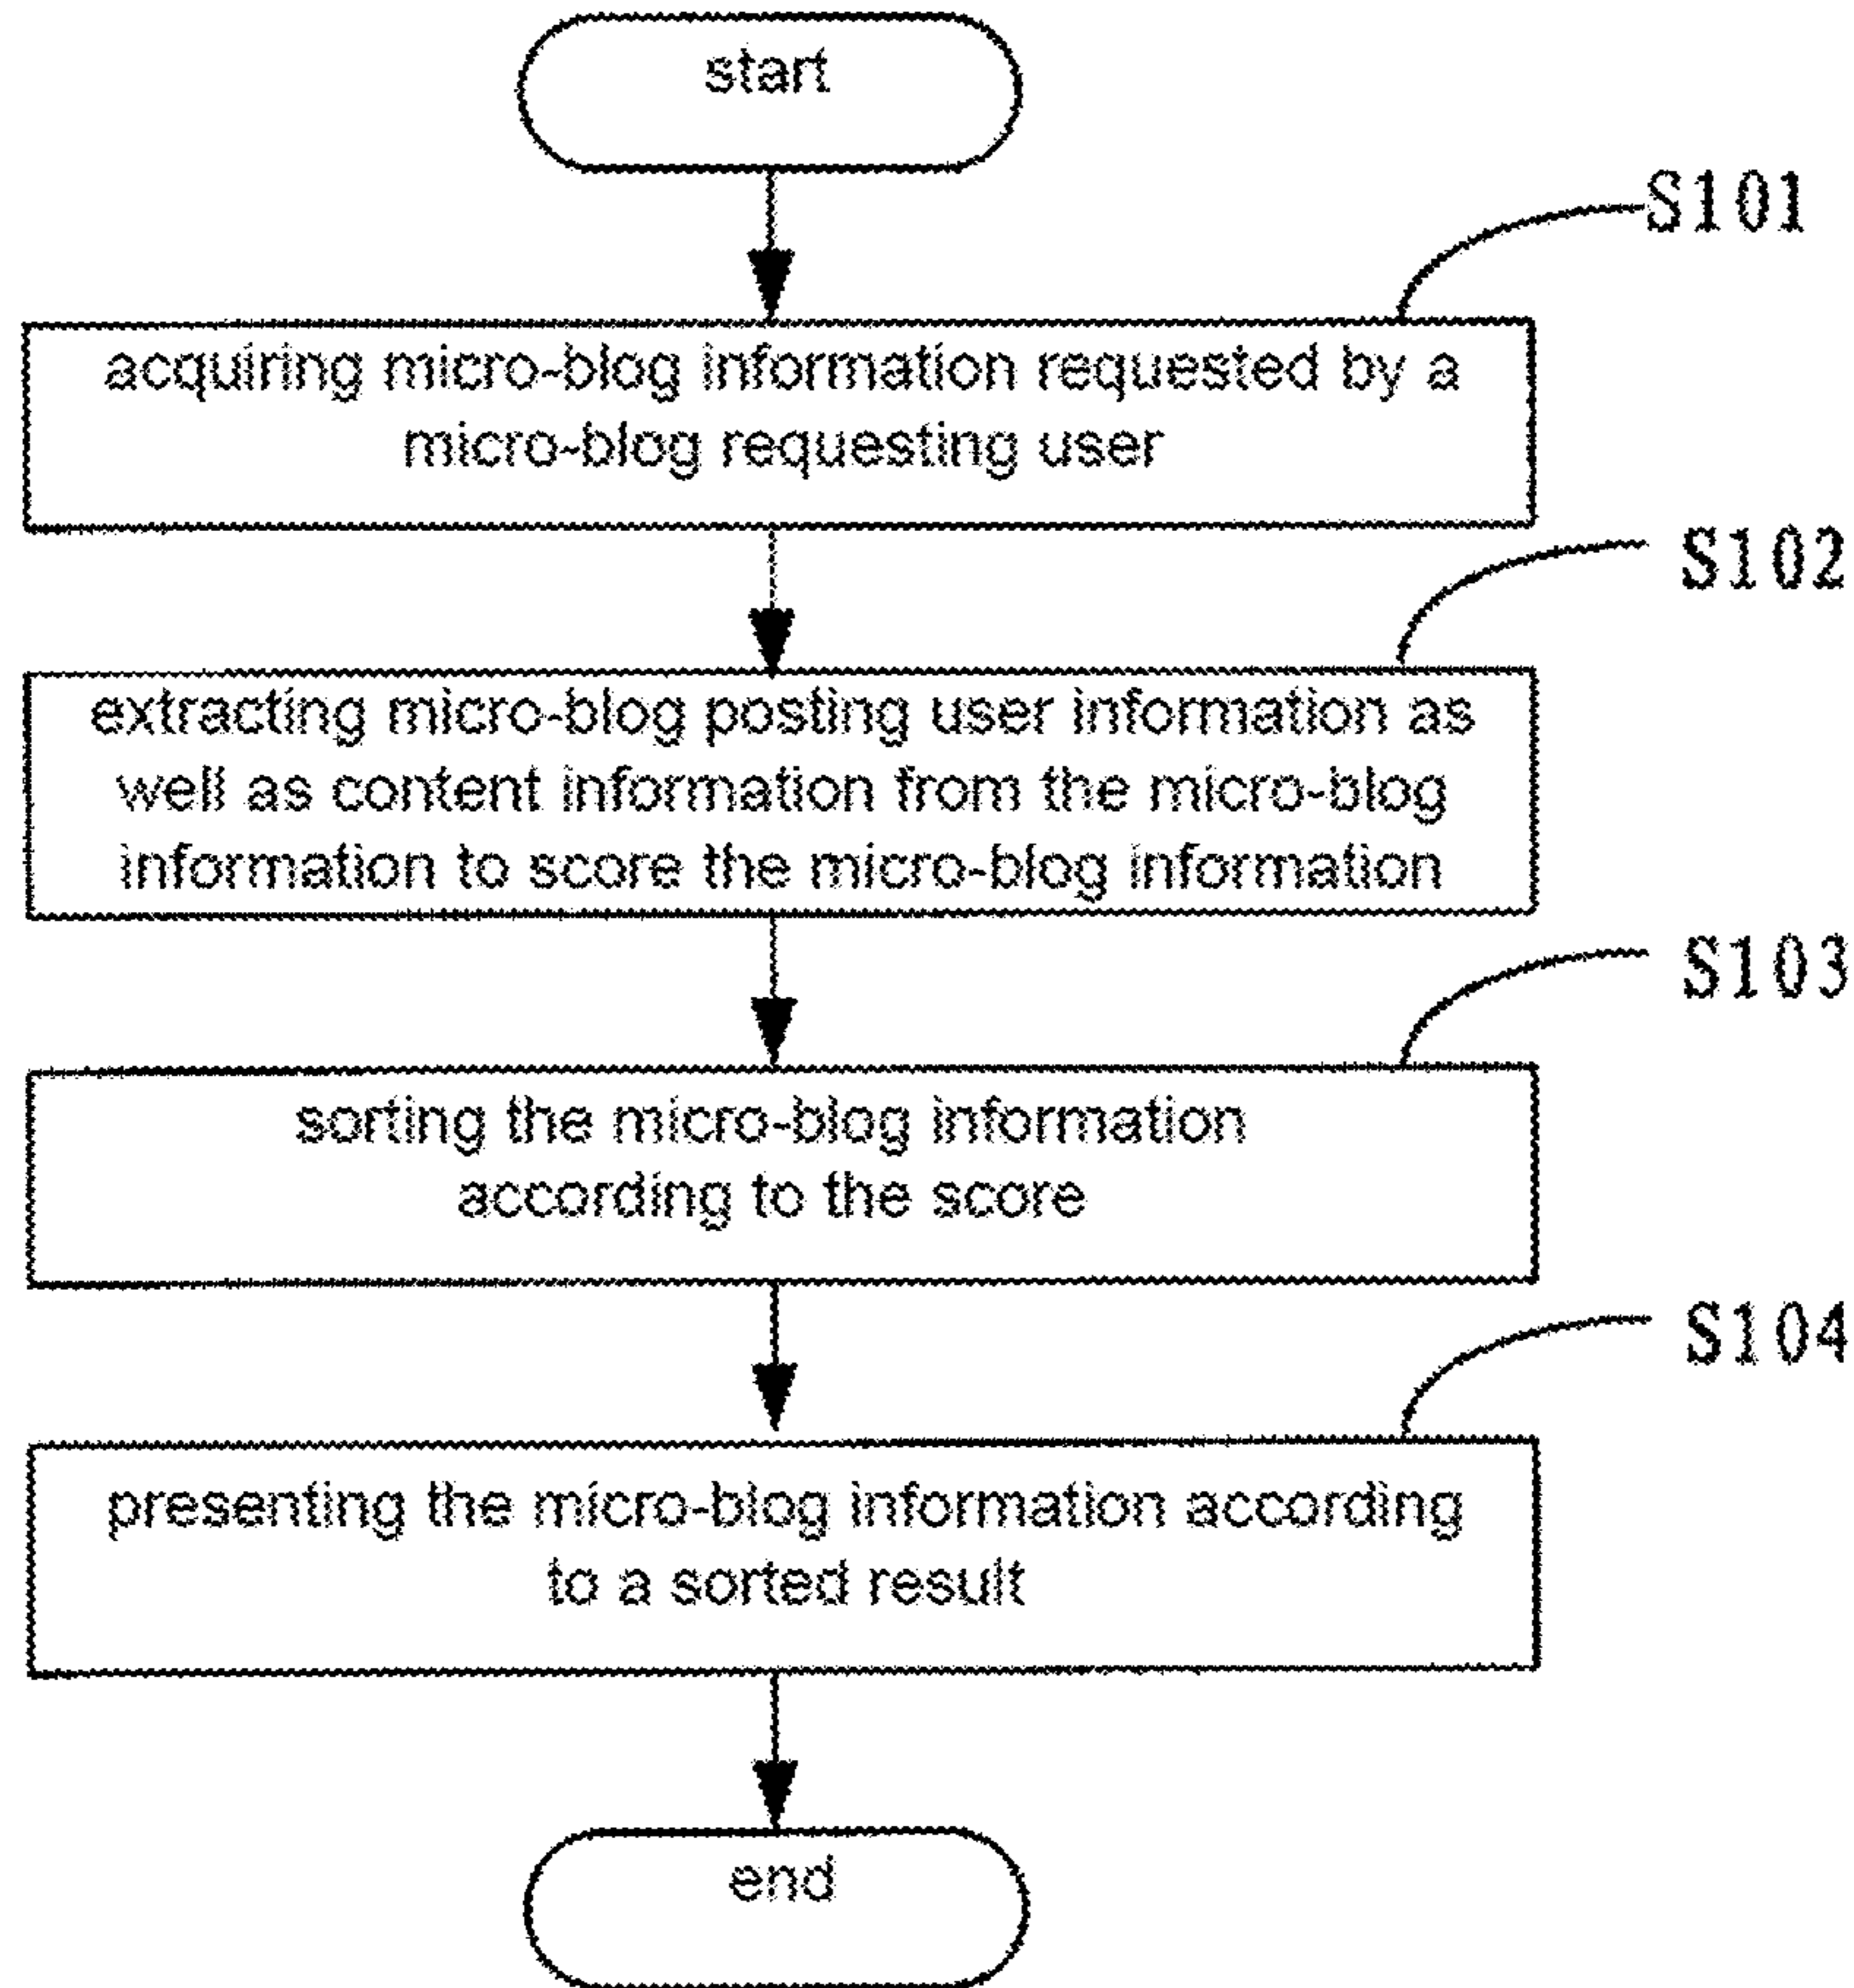 start
S101
acquiring micro-blog information requested by a
micro-blog requesting user
S102
extracting micro-blog posting user information as
well as content information from the micro-blog
information to score the micro-blog information
S103
sorting the micro-blog information
according to the score
S104
presenting the micro-blog information according
to a sorted result
end